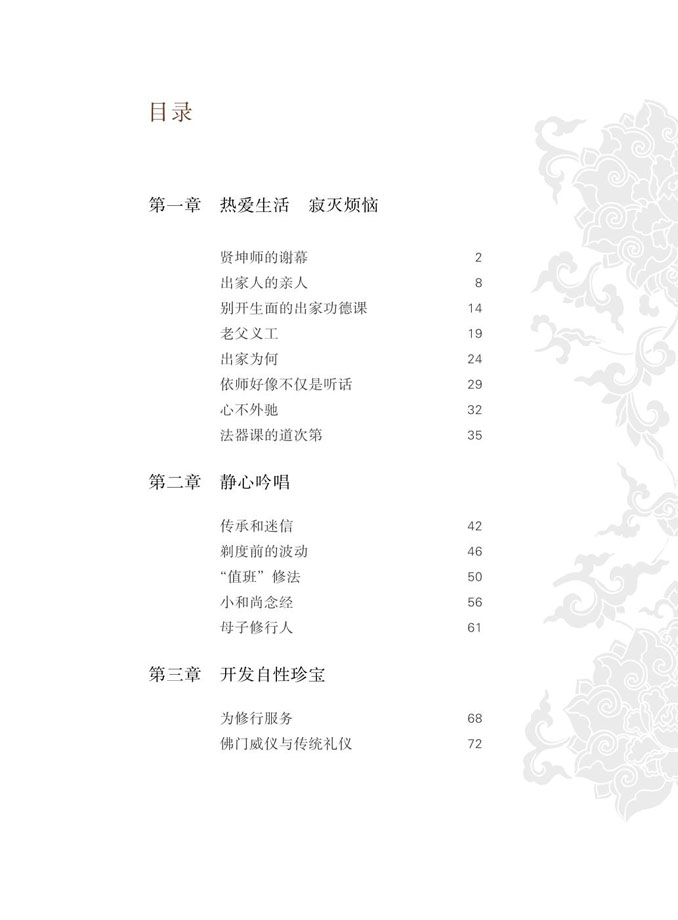 目录
第一章 热爱生活 寂灭烦恼
贤坤师的谢幕 2
出家人的亲人 8
别开生面的出家功德课 14
老父义工 19
出家为何 24
依师好像不仅是听话 29
心不外驰 32
法器课的道次第 35
第二章 静心吟唱
传承和迷信 42
剃度前的波动 46
“值班”修法 50
小和尚念经 56
母子修行人 61
第三章 开发自性珍宝
为修行服务 68
佛门威仪与传统礼仪 72